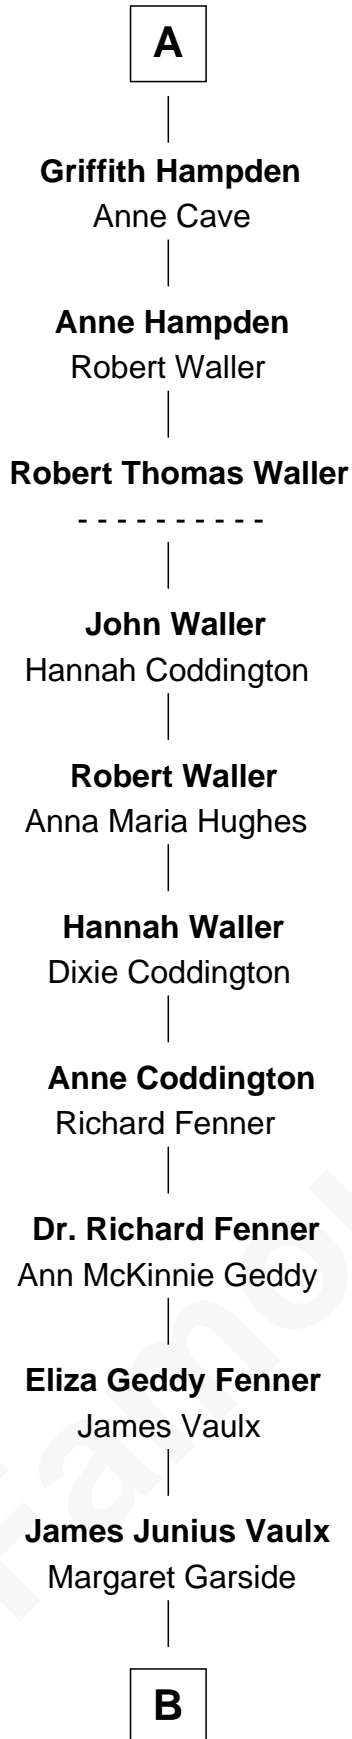 A
Griffith Hampden
Anne Cave
Anne Hampden
Robert Waller
Robert Thomas Waller
- - - - - - - - - -
John Waller
Hannah Coddington
Robert Waller
Anna Maria Hughes
Hannah Waller
Dixie Coddington
Anne Coddington
Richard Fenner
Dr. Richard Fenner
Ann McKinnie Geddy
Eliza Geddy Fenner
James Vaulx
James Junius Vaulx
Margaret Garside
B